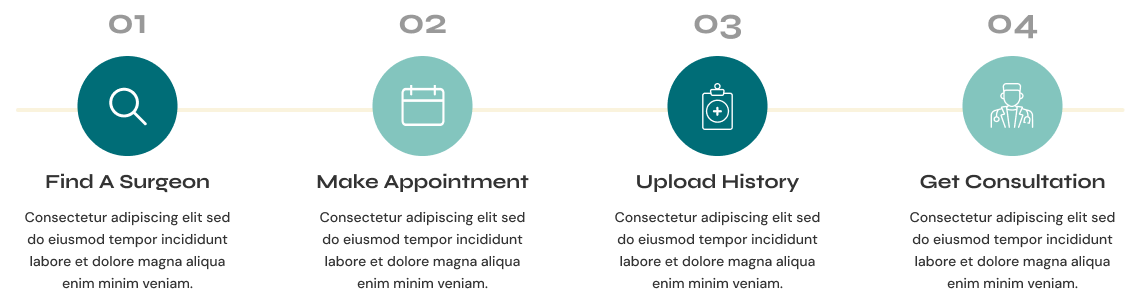 01
Find A Surgeon
Consectetur adipiscing elit sed
do eiusmod tempor incididunt
labore et dolore magna aliqua
enim minim veniam.
02
Make Appointment
Consectetur adipiscing elit sed
do eiusmod tempor incididunt
labore et dolore magna aliqua
enim minim veniam.
03
Upload History
Consectetur adipiscing elit sed
do eiusmod tempor incididunt
labore et dolore magna aliqua
enim minim veniam.
04
Get Consultation
Consectetur adipiscing elit sed
do eiusmod tempor incididunt
labore et dolore magna aliqua
enim minim veniam.